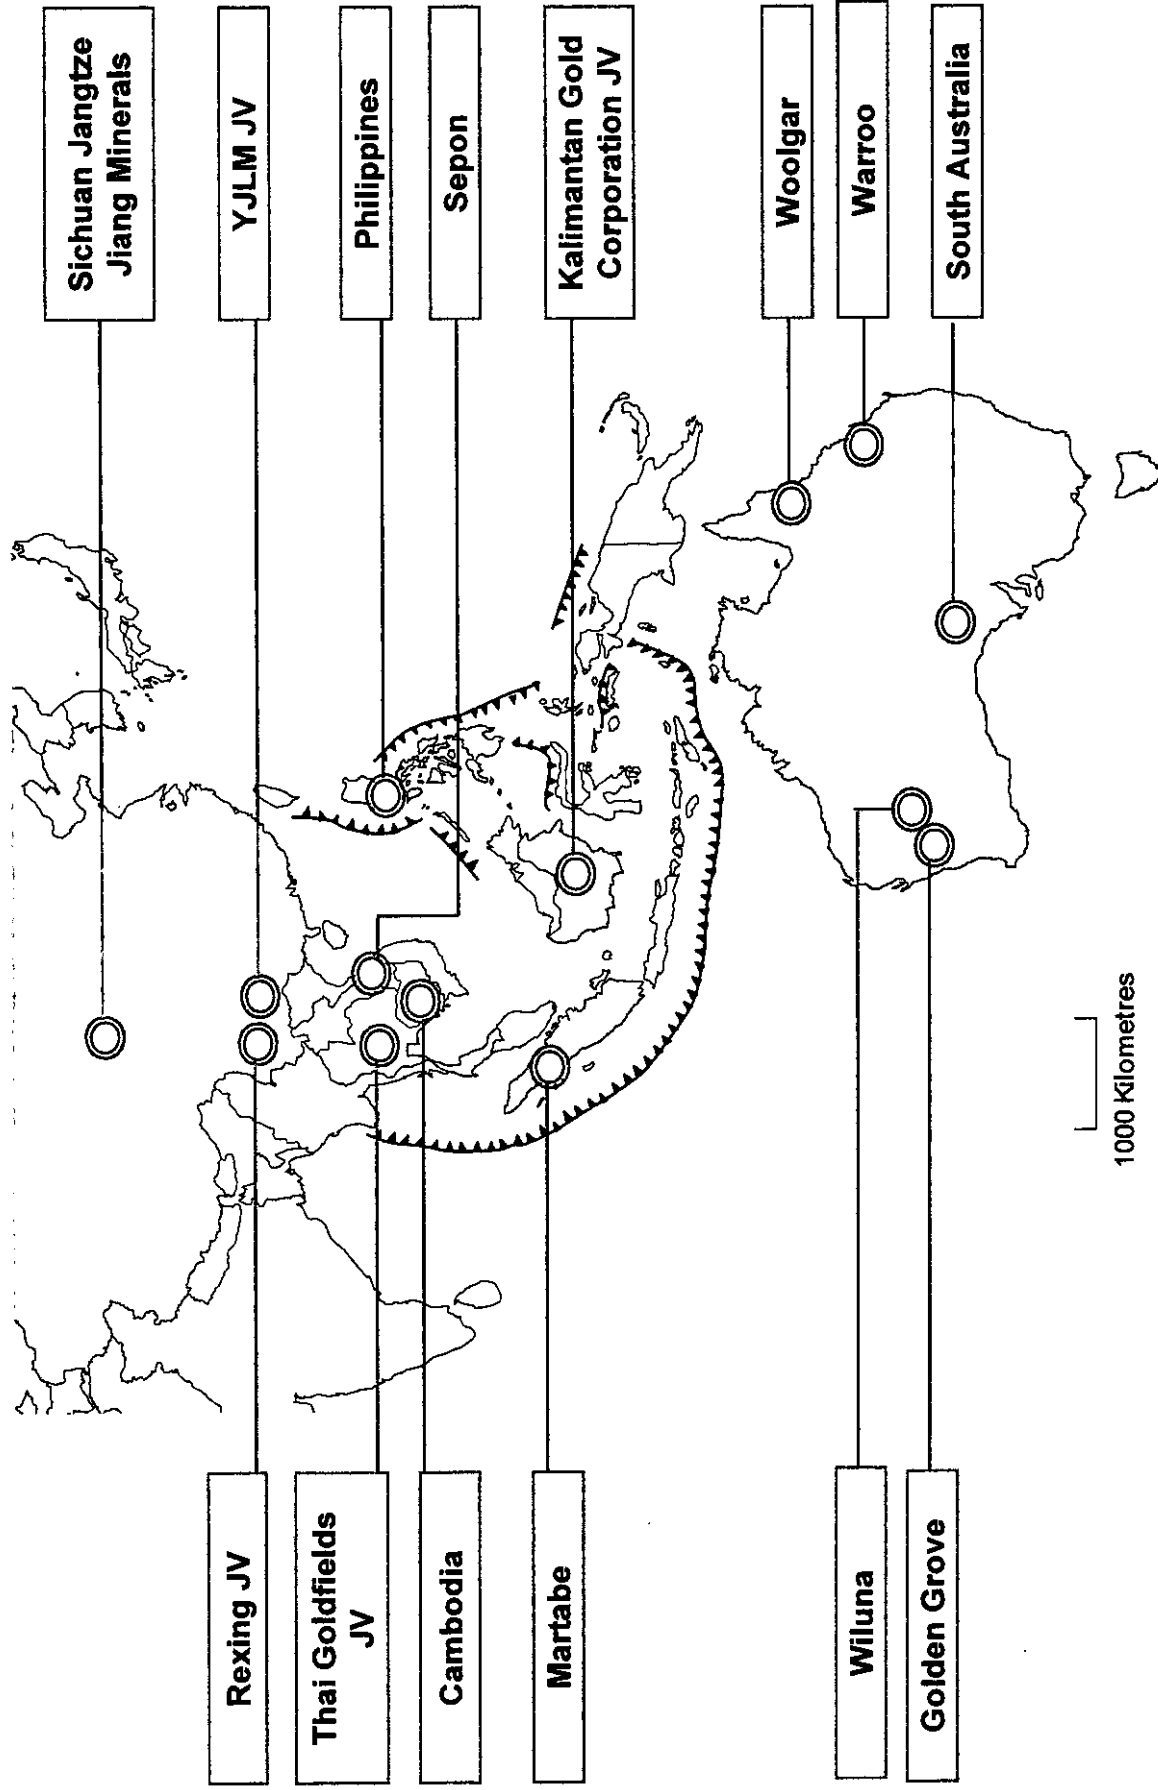 Sichuan Jangtze
Jiang Minerals
YJLM JV
Philippines
Sepon
Kalimantan Gold
Corporation JV
Woolgar
Warroo
South Australia
Rexing JV
Thai Goldfields
JV
Cambodia
Martabe
Wiluna
Golden Grove
1000 Kilometres